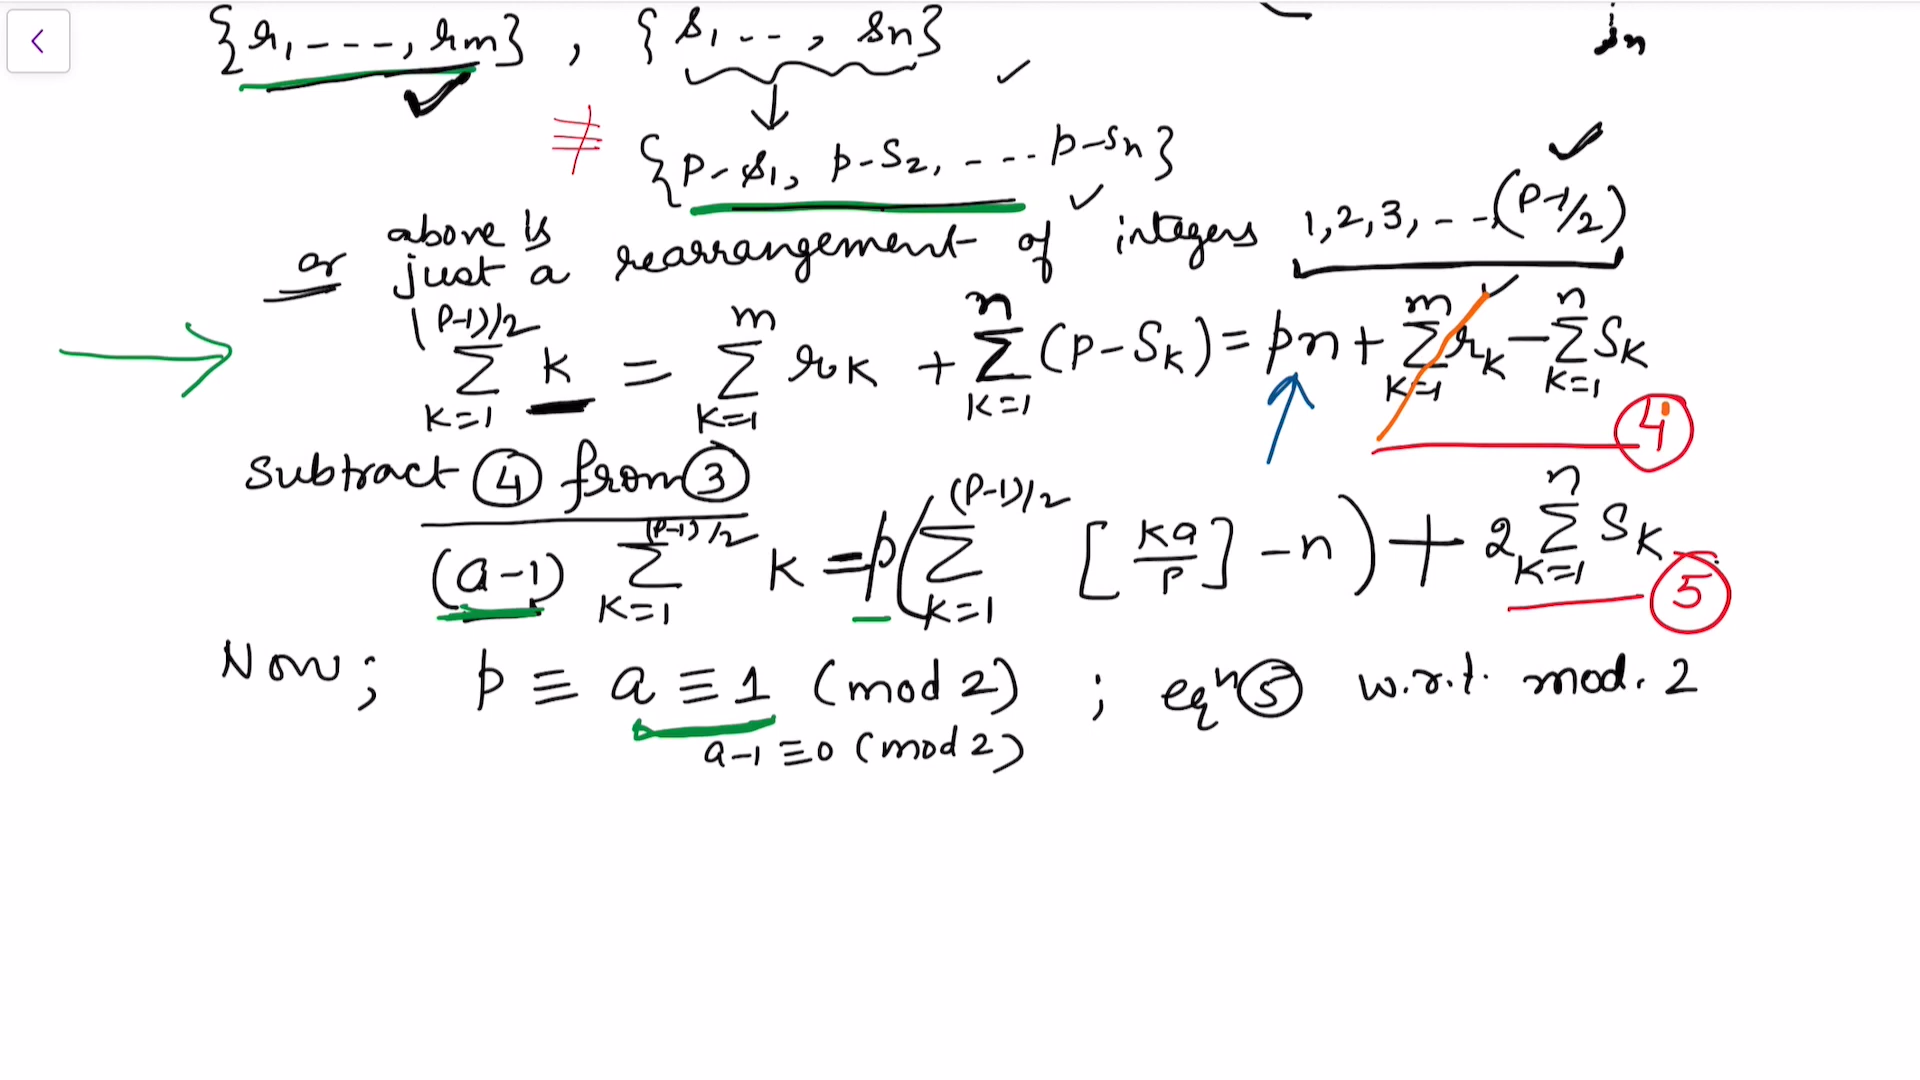 {r₁, ---, rm} , {s₁ .. , sn}
jn
≢ {p-s₁, p-s₂, ---- p-sn}
or above is just a rearrangement of integers 1,2,3, --(p-1/2)
(p-1)/2 Σ k=1 k = m Σ k=1 rk + n Σ k=1 (p-sk) = pn + m Σ k=1 rk - n Σ k=1 sk ④
Subtract ④ from ③
(a-1) (p-1)/2 Σ k=1 k = p( (p-1)/2 Σ k=1 [ka/p] - n ) + 2 n Σ k=1 sk ⑤
Now; p ≡ a ≡ 1 (mod 2) ; eqⁿ ⑤ w.r.t. mod. 2
a-1 ≡ 0 (mod 2)